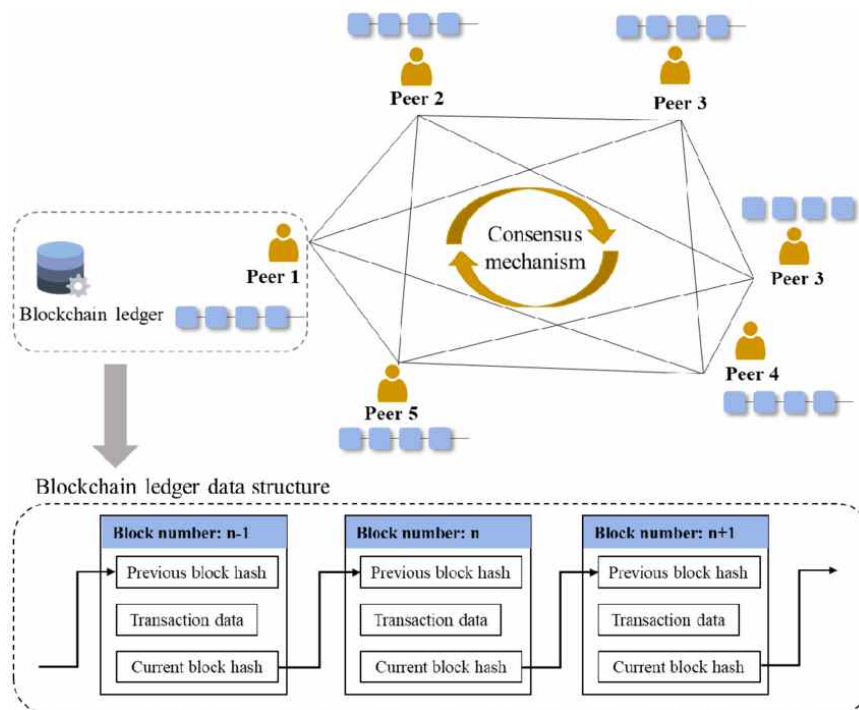 Peer 2
Peer 3
Peer 1
Consensus
mechanism
Peer 3
Blockchain ledger
Peer 4
Peer 5
Blockchain ledger data structure
Block number: n-1
Previous block hash
Transaction data
Current block hash
Block number: n
Previous block hash
Transaction data
Current block hash
Block number: n+1
Previous block hash
Transaction data
Current block hash